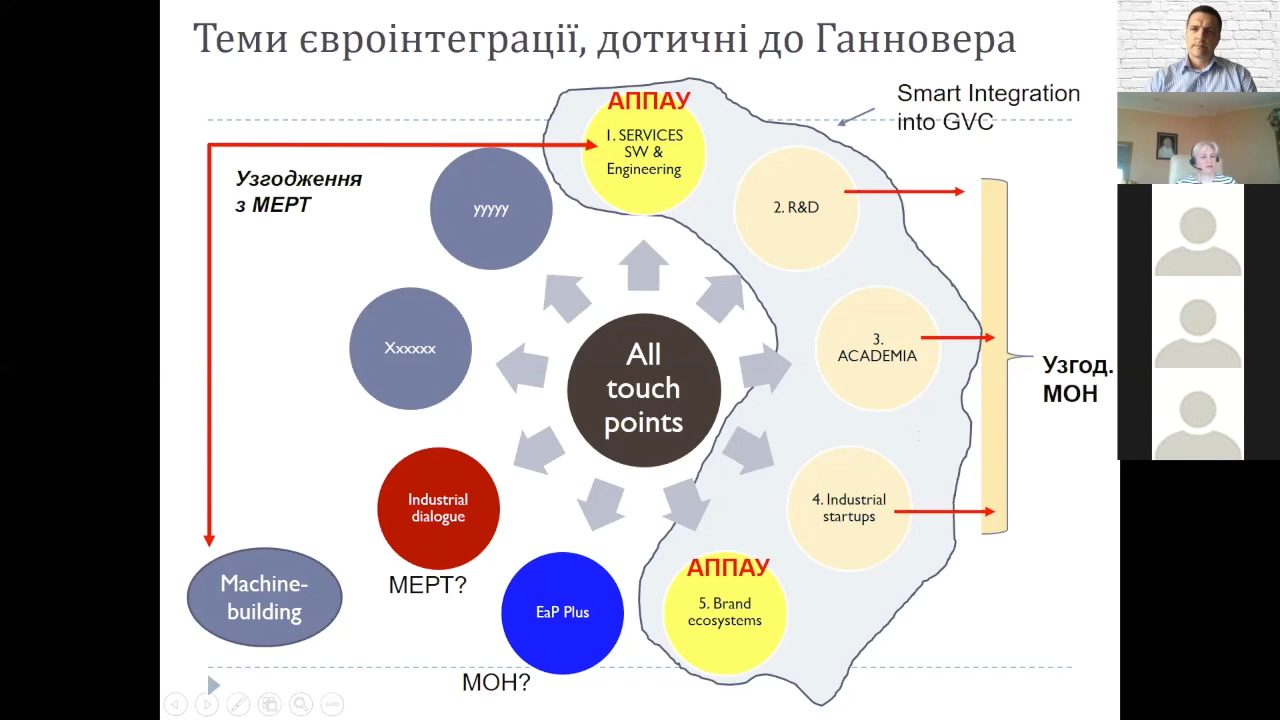 Теми євроінтеграції, дотичні до Ганновера
Smart Integration
into GVC
АППАУ
1. SERVICES
SW &
Engineering
Узгодження
з МЕРТ
yyyyy
2. R&D
Xxxxxx
All
touch
points
3.
ACADEMIA
Узгод.
МОН
Industrial
dialogue
4. Industrial
startups
МЕРТ?
Machine-
building
EaP Plus
АППАУ
5. Brand
ecosystems
МОН?